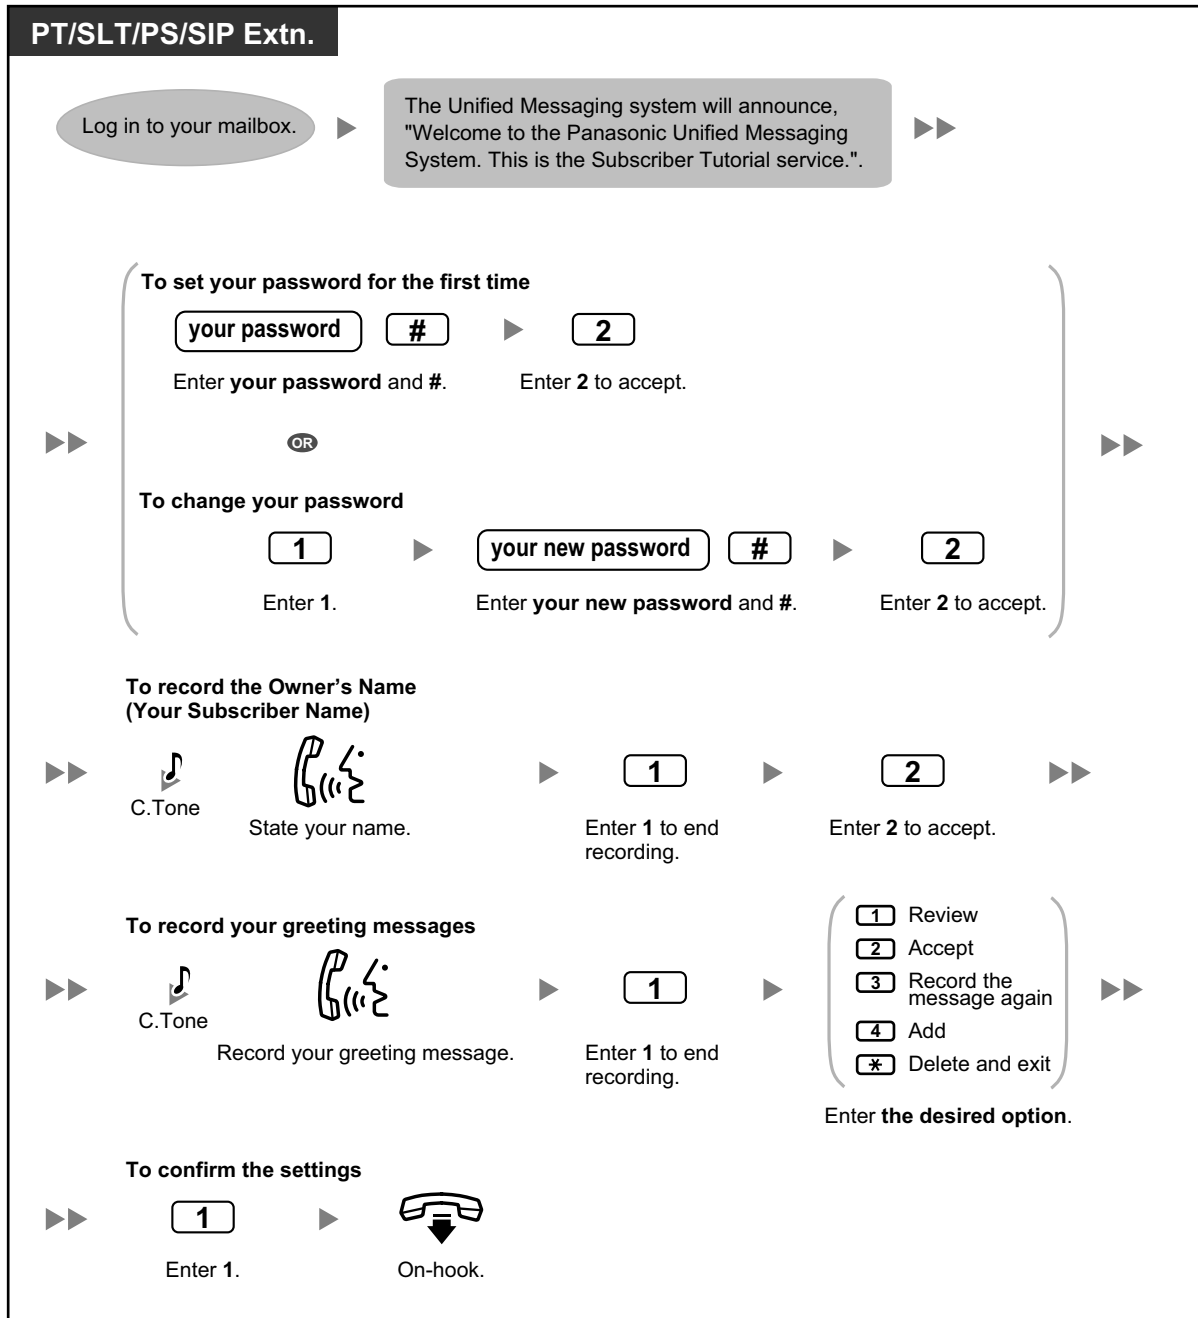 PT/SLT/PS/SIP Extn.
Log in to your mailbox.
The Unified Messaging system will announce,
"Welcome to the Panasonic Unified Messaging
System. This is the Subscriber Tutorial service.".
To set your password for the first time
your password # 2
Enter your password and #. Enter 2 to accept.
OR
To change your password
1 your new password # 2
Enter 1. Enter your new password and #. Enter 2 to accept.
To record the Owner's Name
(Your Subscriber Name)
1 2
C.Tone
State your name.
Enter 1 to end
recording.
Enter 2 to accept.
To record your greeting messages
C.Tone
Record your greeting message.
1
Enter 1 to end
recording.
1 Review
2 Accept
3 Record the
message again
4 Add
* Delete and exit
Enter the desired option.
To confirm the settings
1
Enter 1. On-hook.